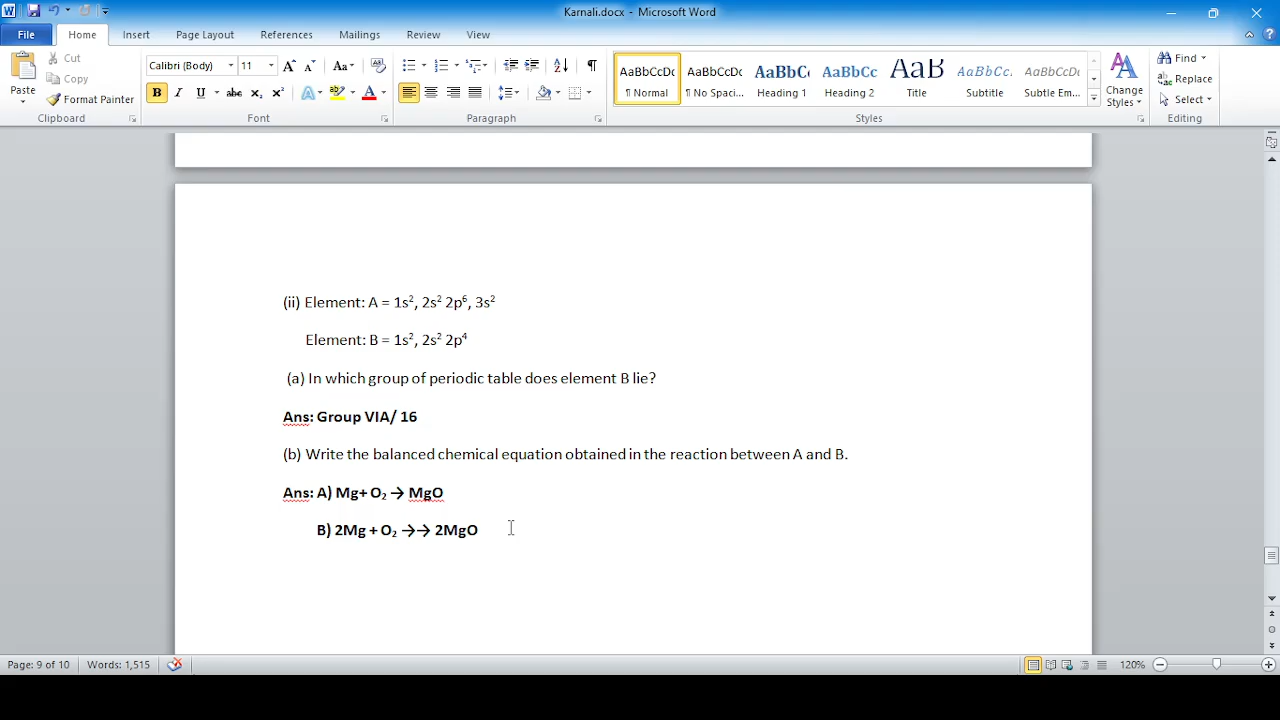 Karnali.docx - Microsoft Word
File Home Insert Page Layout References Mailings Review View
Cut
Copy
Format Painter
Paste
Calibri (Body) 11
AaBbCcDc AaBbCcDc AaBbC AaBbCc AaB AaBbCc. AaBbCcDc
¶ Normal ¶ No Spaci... Heading 1 Heading 2 Title Subtitle Subtle Em...
Change
Styles
Find
Replace
Select
Clipboard Font Paragraph Styles Editing
(ii) Element: A = 1s², 2s² 2p⁶, 3s²
Element: B = 1s², 2s² 2p⁴
(a) In which group of periodic table does element B lie?
Ans: Group VIA/ 16
(b) Write the balanced chemical equation obtained in the reaction between A and B.
Ans: A) Mg+ O₂ → MgO
B) 2Mg + O₂ →→ 2MgO
Page: 9 of 10 Words: 1,515 120%